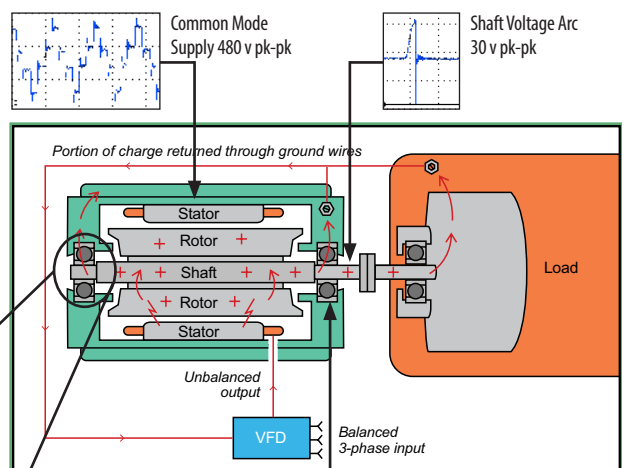 Common Mode
Supply 480 v pk-pk
Shaft Voltage Arc
30 v pk-pk
Portion of charge returned through ground wires
Stator
Rotor
Shaft
Rotor
Stator
Load
Unbalanced
output
VFD
Balanced
3-phase input